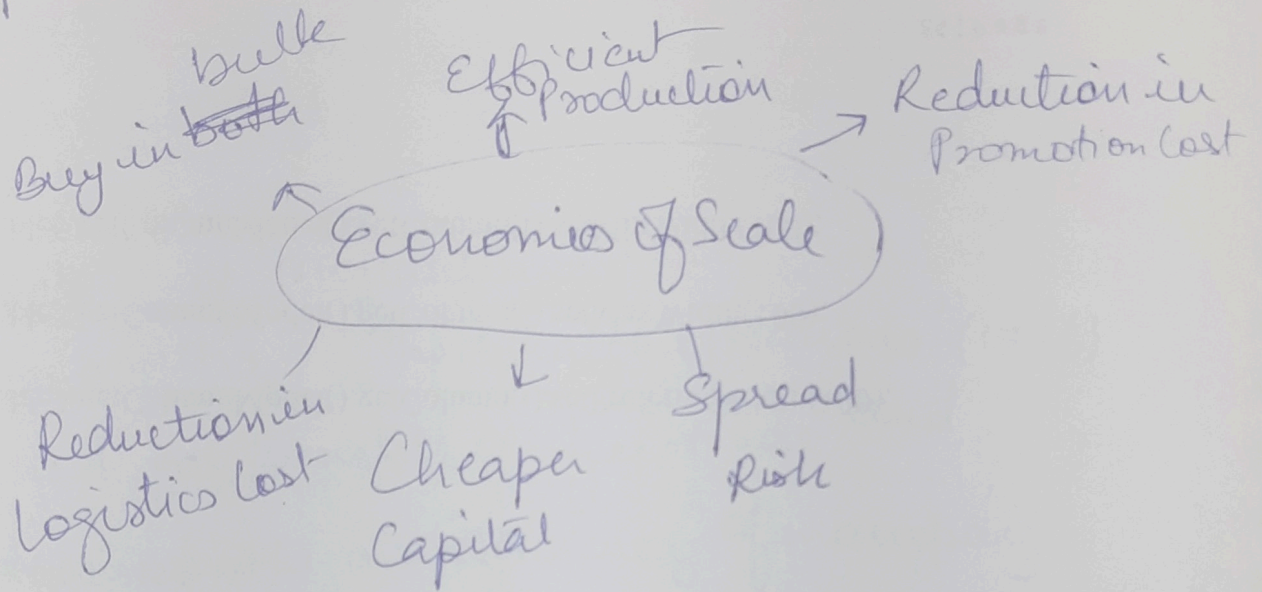 bulk
Buy in both
Efficient
Production
Reduction in
Promotion Cost
Economies of Scale
Reduction in
Logistics Cost
Cheaper
Capital
Spread
Risk